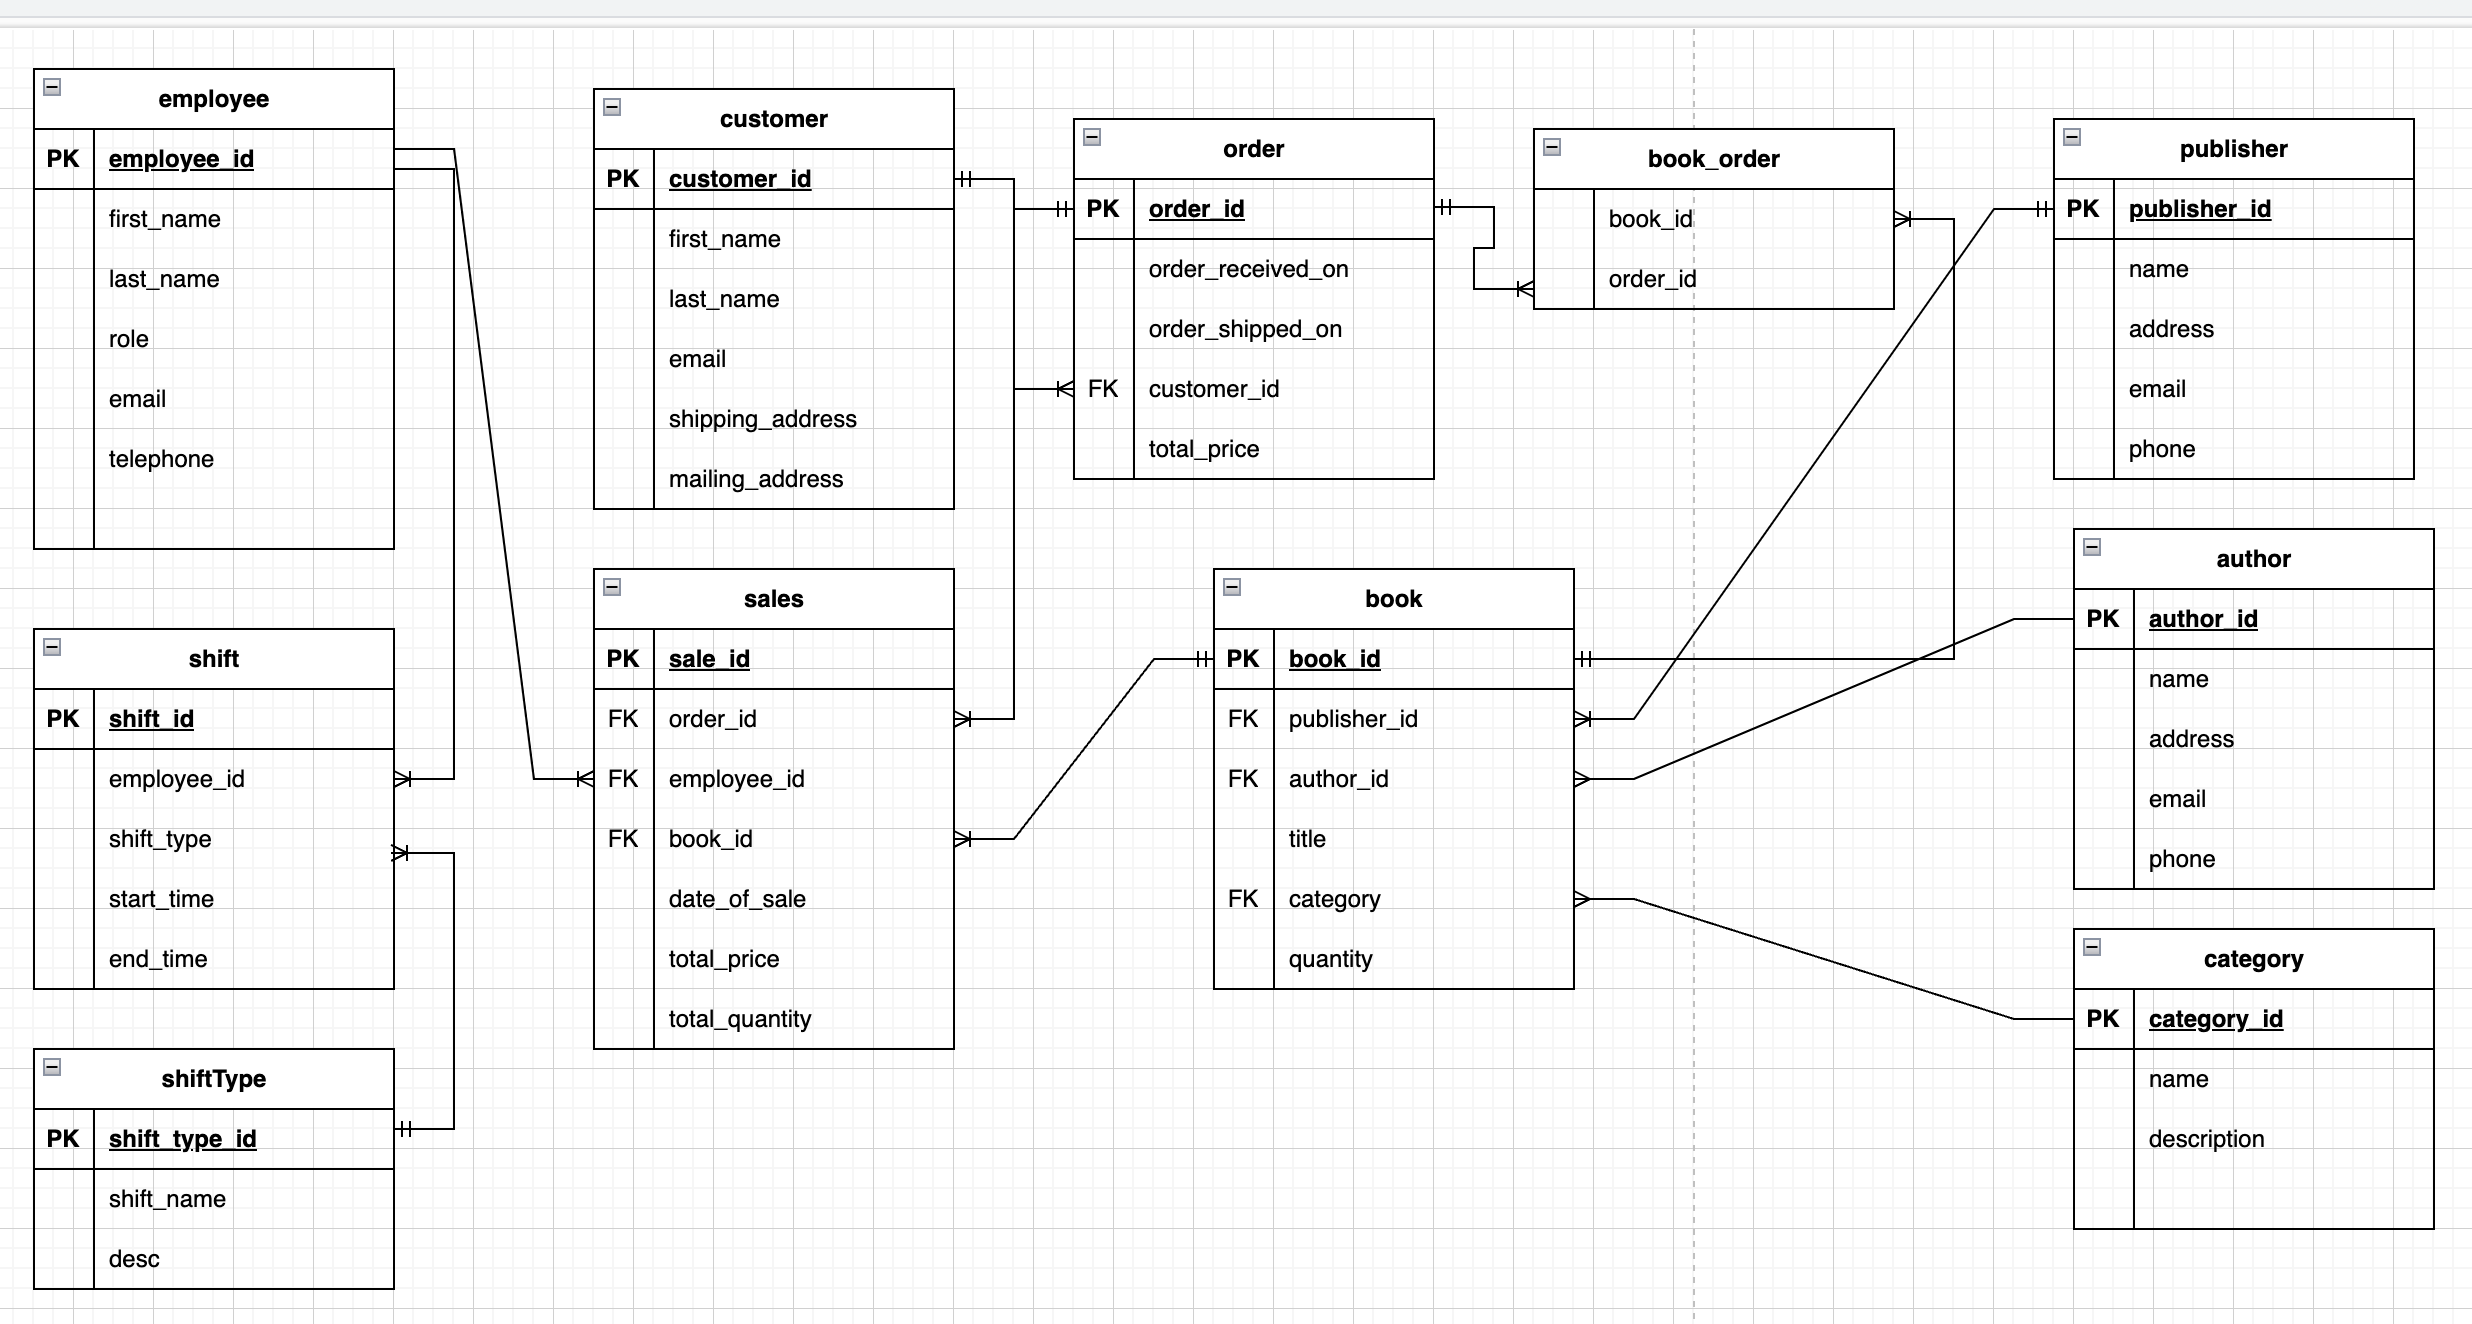 employee
PK employee_id
first_name
last_name
role
email
telephone
customer
PK customer_id
first_name
last_name
email
shipping_address
mailing_address
order
PK order_id
order_received_on
order_shipped_on
FK customer_id
total_price
book_order
book_id
order_id
publisher
PK publisher_id
name
address
email
phone
shift
PK shift_id
employee_id
shift_type
start_time
end_time
sales
PK sale_id
FK order_id
FK employee_id
FK book_id
date_of_sale
total_price
total_quantity
book
PK book_id
FK publisher_id
FK author_id
title
FK category
quantity
author
PK author_id
name
address
email
phone
shiftType
PK shift_type_id
shift_name
desc
category
PK category_id
name
description